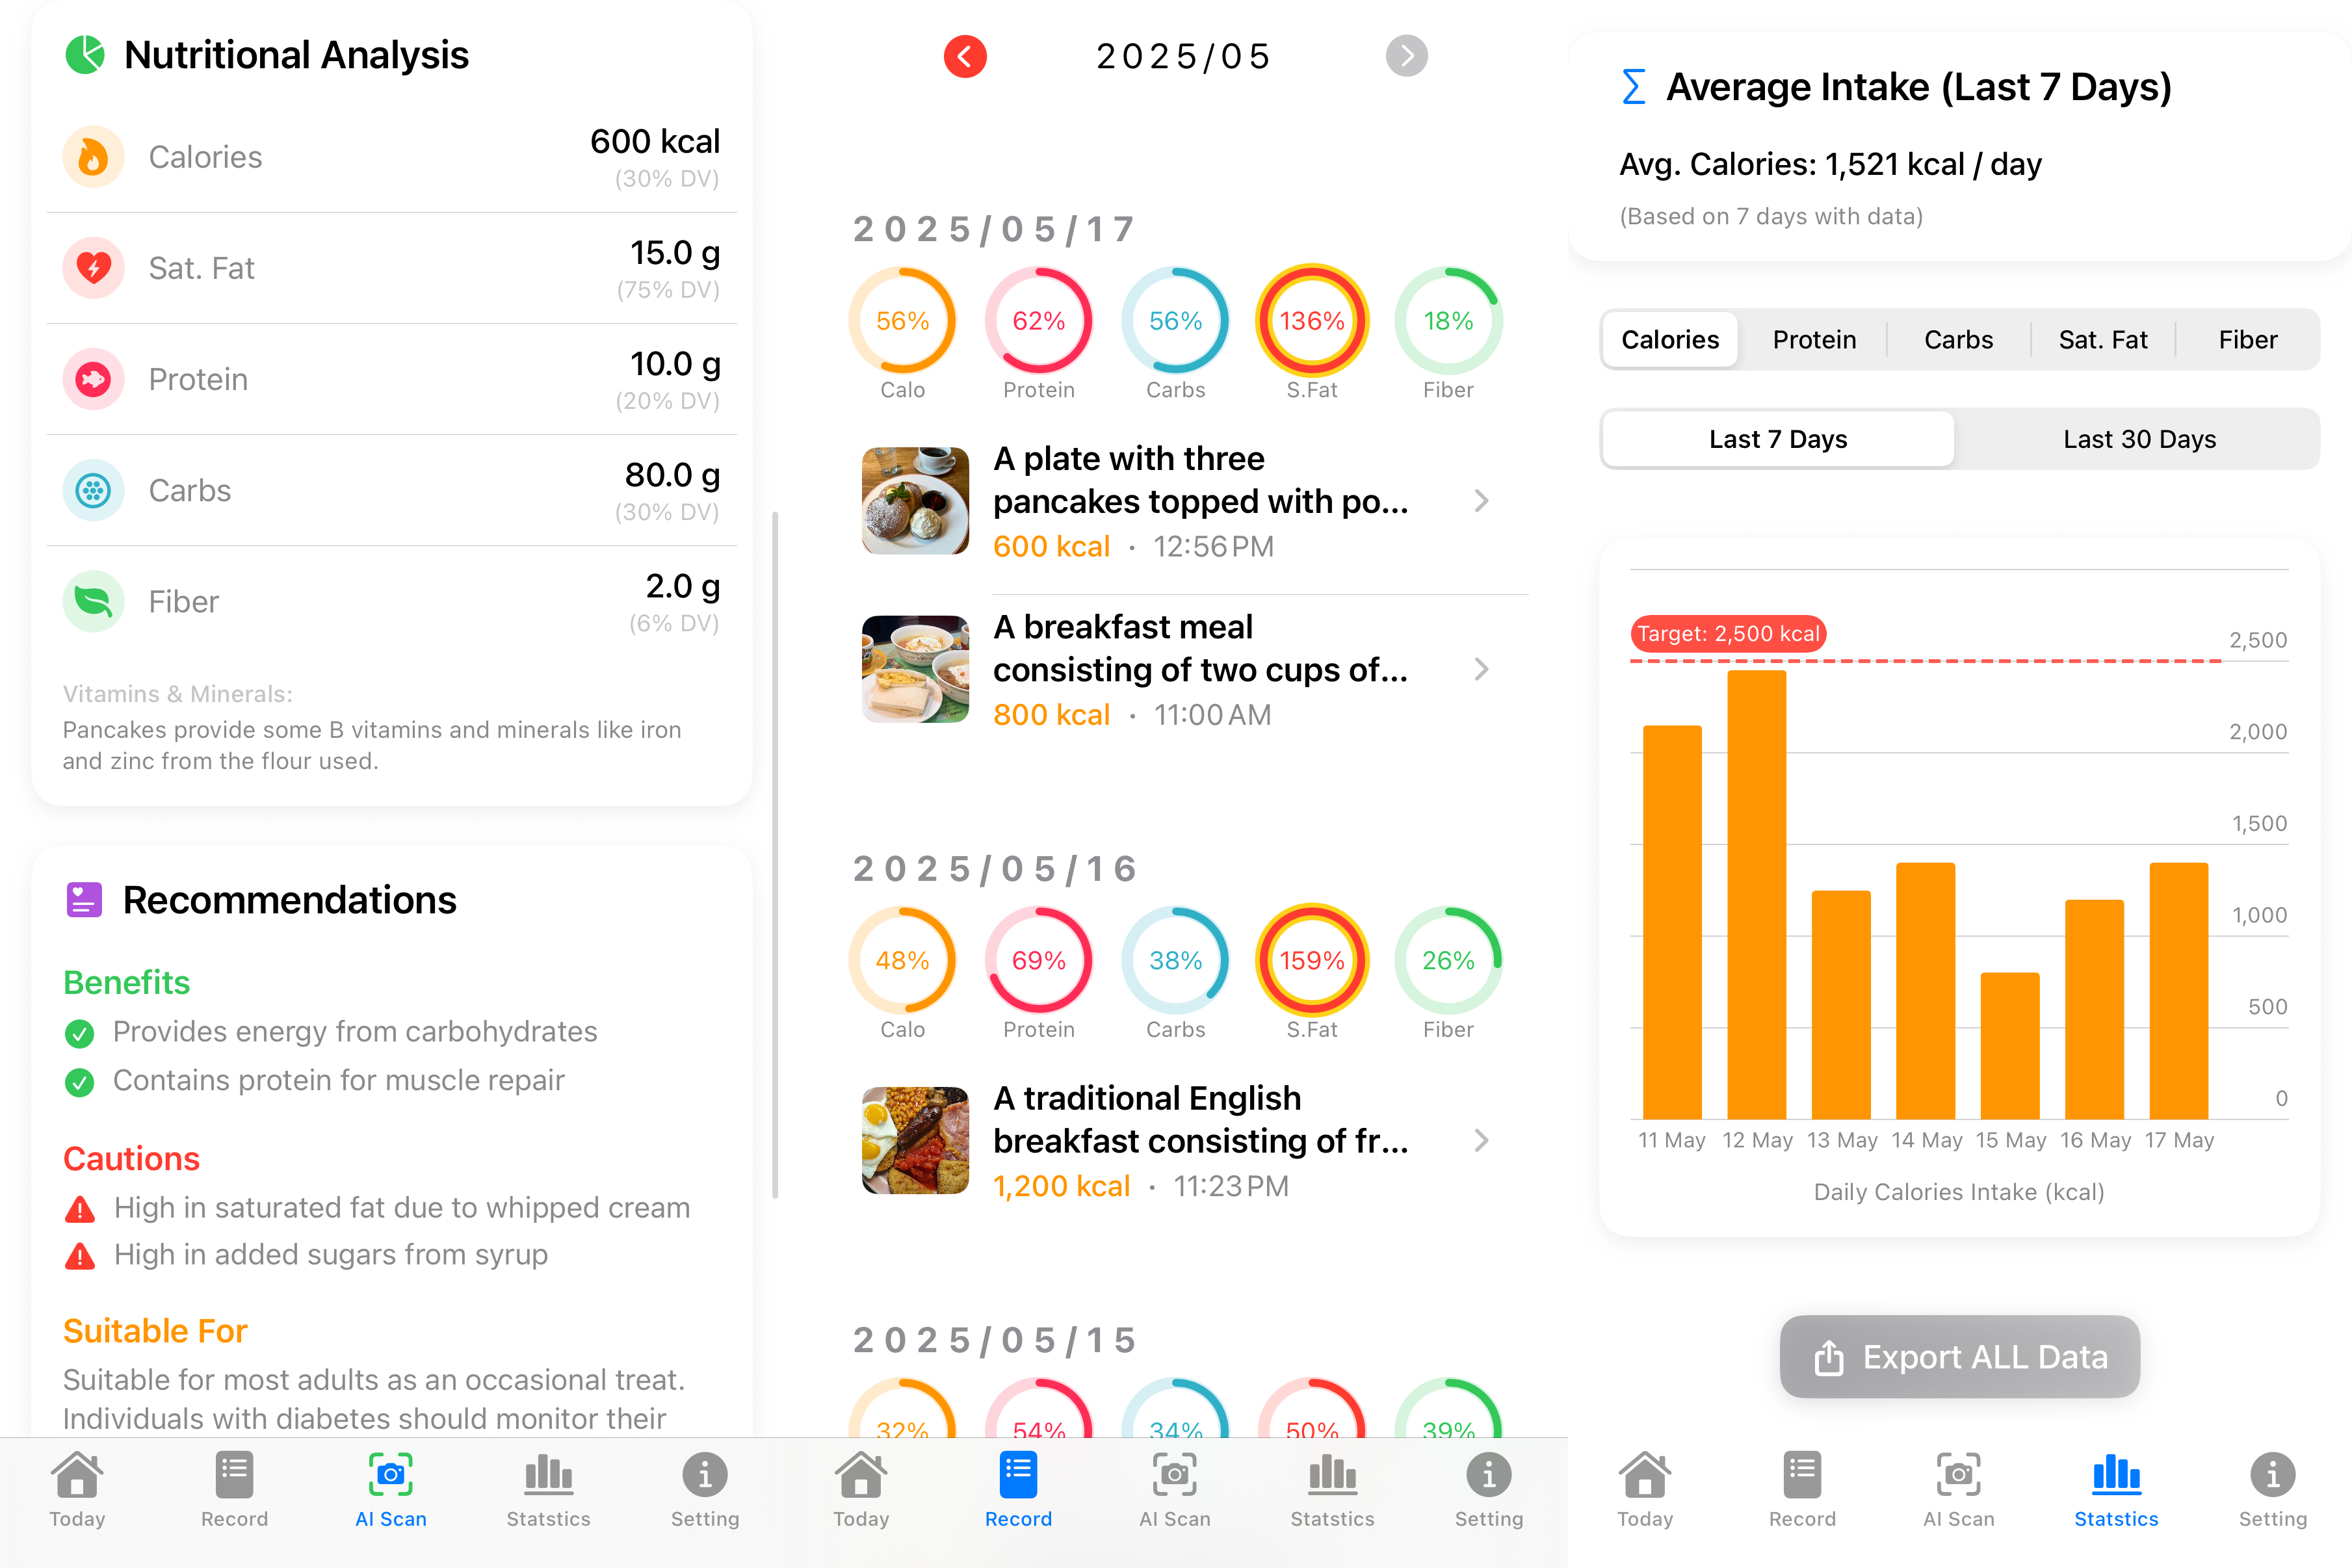 Nutritional Analysis
Calories
600 kcal
(30% DV)
Sat. Fat
15.0 g
(75% DV)
Protein
10.0 g
(20% DV)
Carbs
80.0 g
(30% DV)
Fiber
2.0 g
(6% DV)
Vitamins & Minerals:
Pancakes provide some B vitamins and minerals like iron
and zinc from the flour used.
Recommendations
Benefits
Provides energy from carbohydrates
Contains protein for muscle repair
Cautions
High in saturated fat due to whipped cream
High in added sugars from syrup
Suitable For
Suitable for most adults as an occasional treat.
Individuals with diabetes should monitor their
Today Record AI Scan Statstics Setting
2025/05
2025/05/17
56% 62% 56% 136% 18%
Calo Protein Carbs S.Fat Fiber
A plate with three
pancakes topped with po...
600 kcal · 12:56 PM
A breakfast meal
consisting of two cups of...
800 kcal · 11:00 AM
2025/05/16
48% 69% 38% 159% 26%
Calo Protein Carbs S.Fat Fiber
A traditional English
breakfast consisting of fr...
1,200 kcal · 11:23 PM
2025/05/15
32% 54% 34% 50% 39%
Today Record AI Scan Statstics Setting
Average Intake (Last 7 Days)
Avg. Calories: 1,521 kcal / day
(Based on 7 days with data)
Calories Protein Carbs Sat. Fat Fiber
Last 7 Days Last 30 Days
Target: 2,500 kcal
2,500
2,000
1,500
1,000
500
0
11 May 12 May 13 May 14 May 15 May 16 May 17 May
Daily Calories Intake (kcal)
Export ALL Data
Today Record AI Scan Statstics Setting